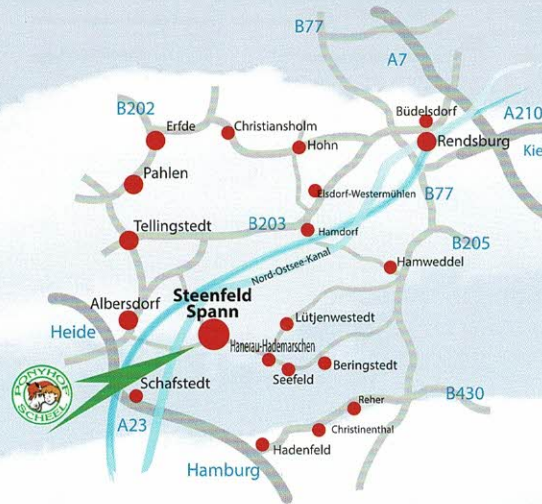 B77
A7
B202
Erfde
Christiansholm
Büdelsdorf
A210
Hohn
Rendsburg
Kie
Pahlen
Elsdorf-Westermühlen
B77
Tellingstedt
B203
Hamdorf
B205
Nord-Ostsee-Kanal
Hamweddel
Steenfeld
Spann
Albersdorf
Lütjenwestedt
Heide
Hanerau-Hademarschen
Beringstedt
Seefeld
PONYHOF
SCHEEL
Schafstedt
B430
Reher
A23
Christinenthal
Hadenfeld
Hamburg